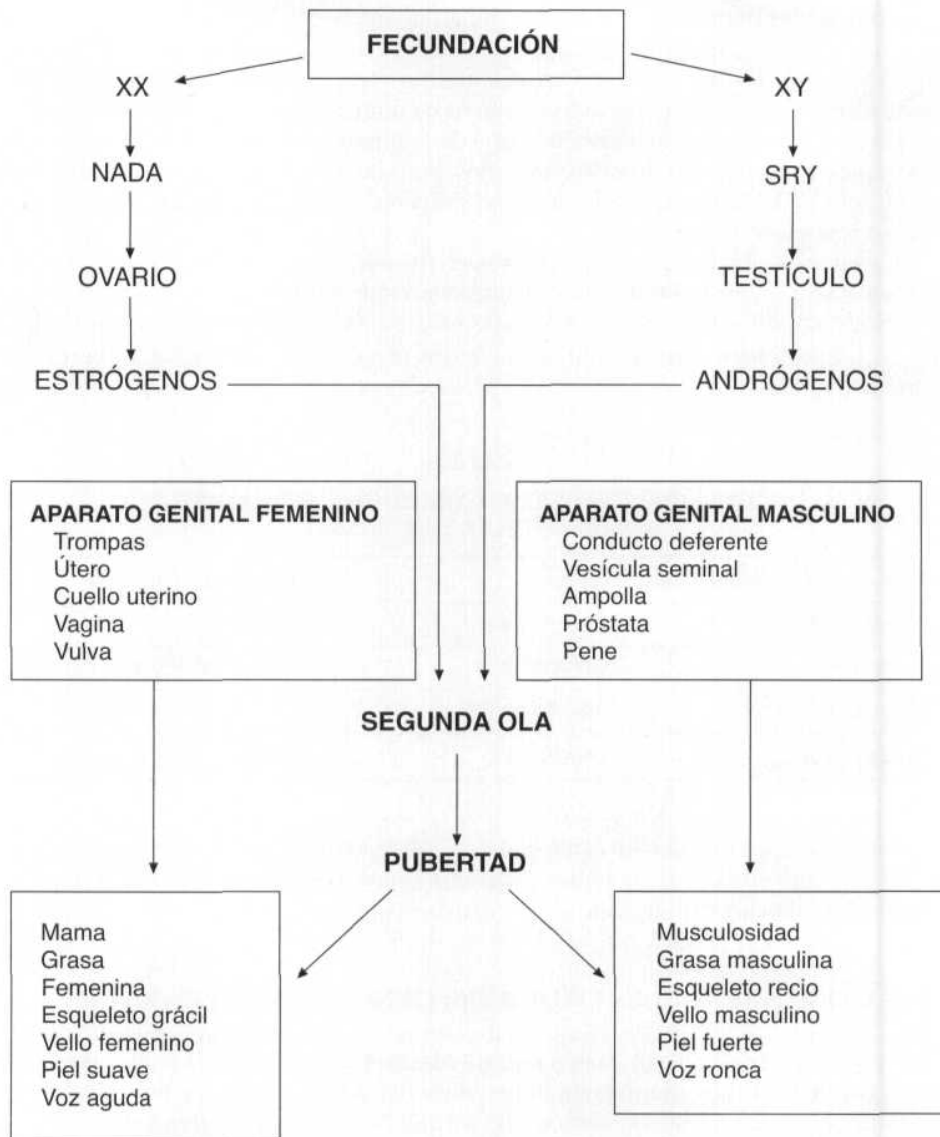 FECUNDACIÓN
XX
XY
NADA
SRY
OVARIO
TESTÍCULO
ESTRÓGENOS
ANDRÓGENOS
APARATO GENITAL FEMENINO
Trompas
Útero
Cuello uterino
Vagina
Vulva
APARATO GENITAL MASCULINO
Conducto deferente
Vesícula seminal
Ampolla
Próstata
Pene
SEGUNDA OLA
PUBERTAD
Mama
Grasa
Femenina
Esqueleto grácil
Vello femenino
Piel suave
Voz aguda
Musculosidad
Grasa masculina
Esqueleto recio
Vello masculino
Piel fuerte
Voz ronca